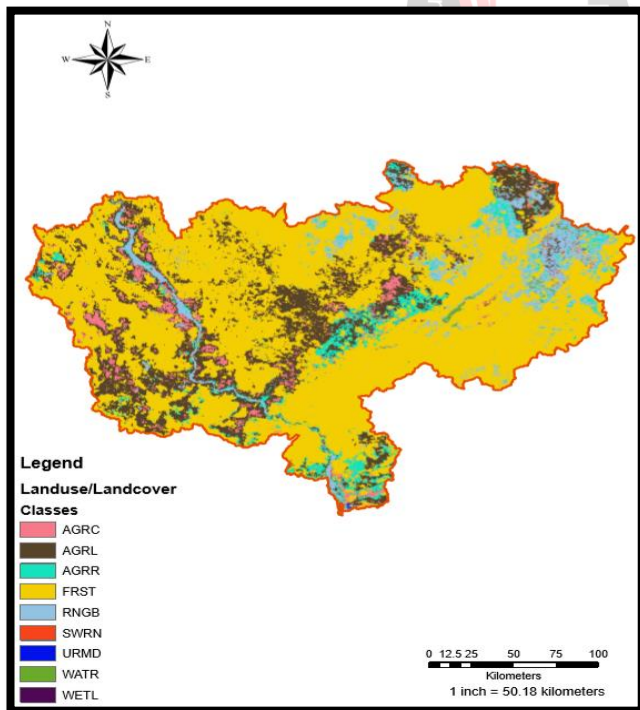 N
W E
S
Legend
Landuse/Landcover
Classes
AGRC
AGRL
AGRR
FRST
RNGB
SWRN
URMD
WATR
WETL
0 12.5 25 50 75 100
Kilometers
1 inch = 50.18 kilometers